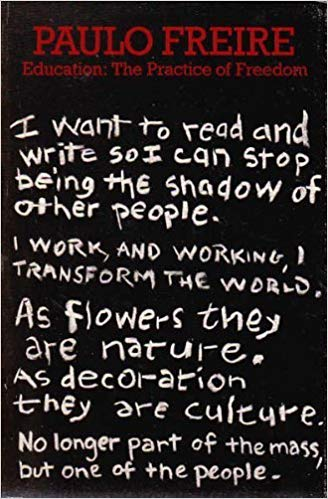 PAULO FREIRE
Education: The Practice of Freedom
I want to read and
write so I can stop
being the shadow of
other people.
I WORK, AND WORKING, I
TRANSFORM THE WORLD.
As flowers they
are nature.
As decoration
they are culture.
No longer part of the mass,
but one of the people.